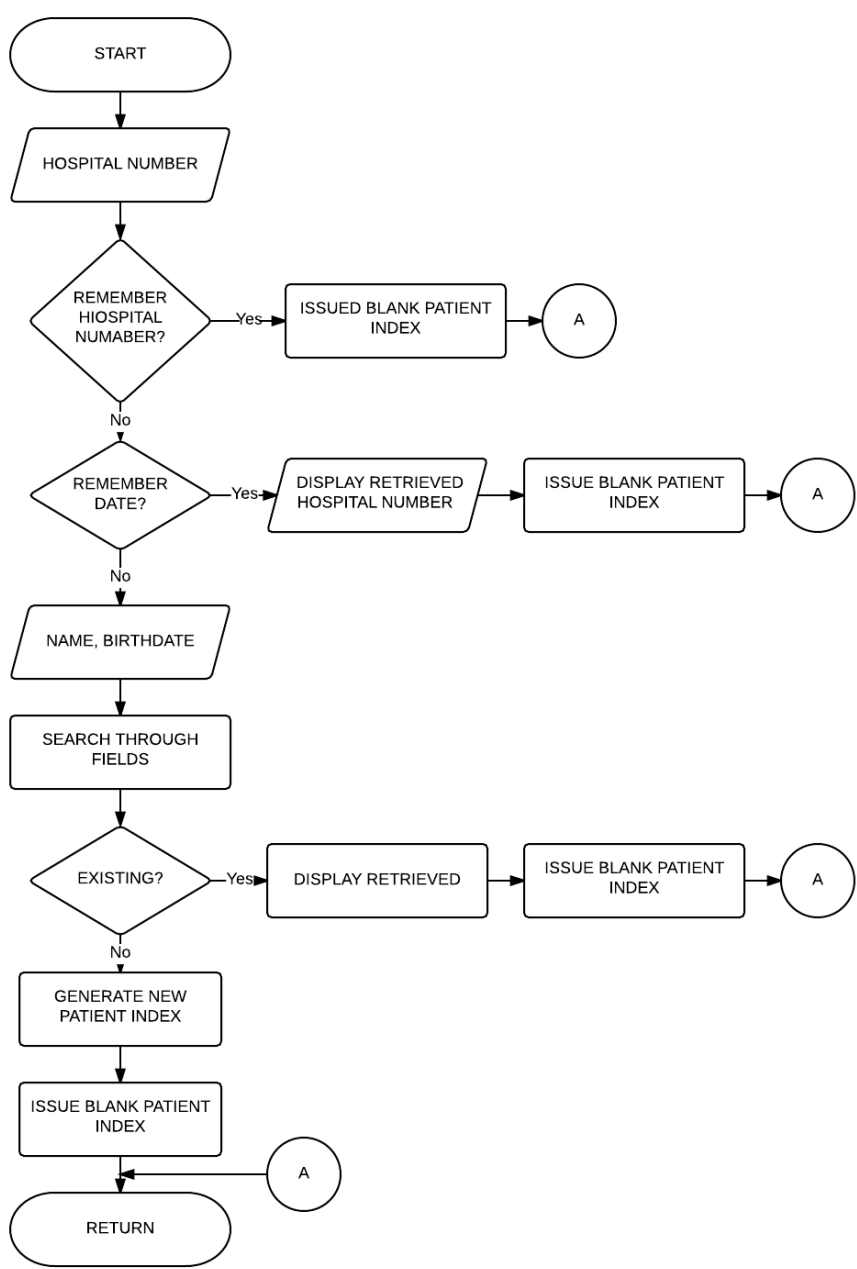 START
HOSPITAL NUMBER
REMEMBER
HIOSPITAL
NUMABER?
Yes
ISSUED BLANK PATIENT
INDEX
A
No
REMEMBER
DATE?
Yes
DISPLAY RETRIEVED
HOSPITAL NUMBER
ISSUE BLANK PATIENT
INDEX
A
No
NAME, BIRTHDATE
SEARCH THROUGH
FIELDS
EXISTING?
Yes
DISPLAY RETRIEVED
ISSUE BLANK PATIENT
INDEX
A
No
GENERATE NEW
PATIENT INDEX
ISSUE BLANK PATIENT
INDEX
A
RETURN